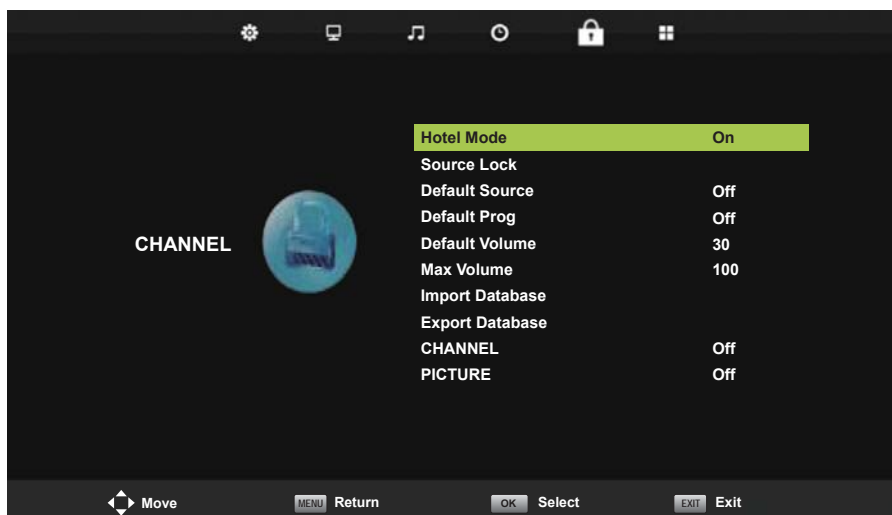 Hotel Mode On
Source Lock
Default Source Off
Default Prog Off
CHANNEL
Default Volume 30
Max Volume 100
Import Database
Export Database
CHANNEL Off
PICTURE Off
Move MENU Return OK Select EXIT Exit